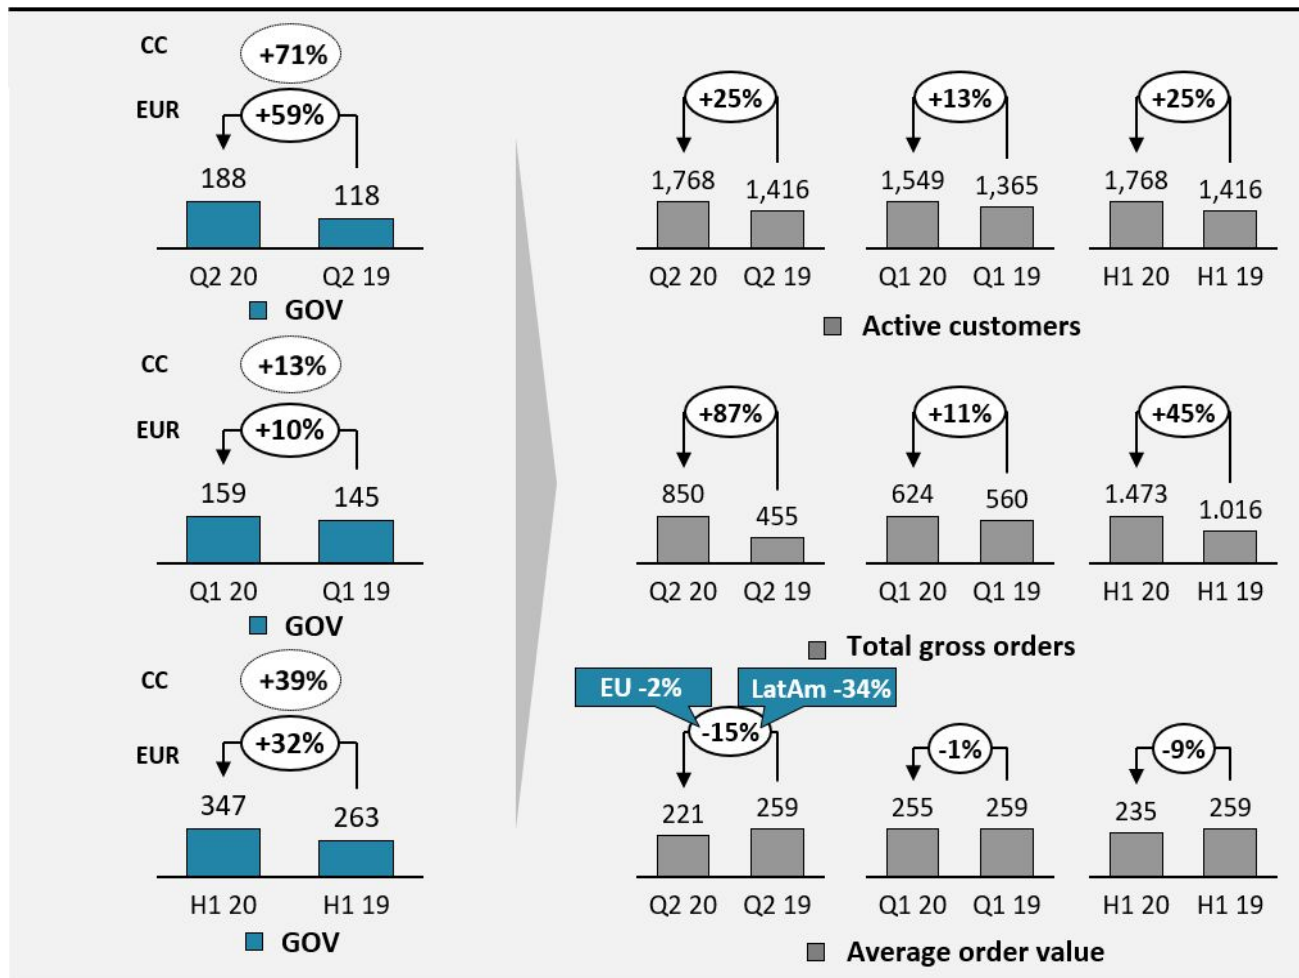 CC
+71%
EUR
+59%
188
118
Q2 20
Q2 19
GOV
CC
+13%
EUR
+10%
159
145
Q1 20
Q1 19
GOV
CC
+39%
EUR
+32%
347
263
H1 20
H1 19
GOV
+25%
+13%
+25%
1,768
1,416
1,549
1,365
1,768
1,416
Q2 20
Q2 19
Q1 20
Q1 19
H1 20
H1 19
Active customers
+87%
+11%
+45%
850
455
624
560
1.473
1.016
Q2 20
Q2 19
Q1 20
Q1 19
H1 20
H1 19
Total gross orders
EU -2%
LatAm -34%
-15%
-1%
-9%
221
259
255
259
235
259
Q2 20
Q2 19
Q1 20
Q1 19
H1 20
H1 19
Average order value